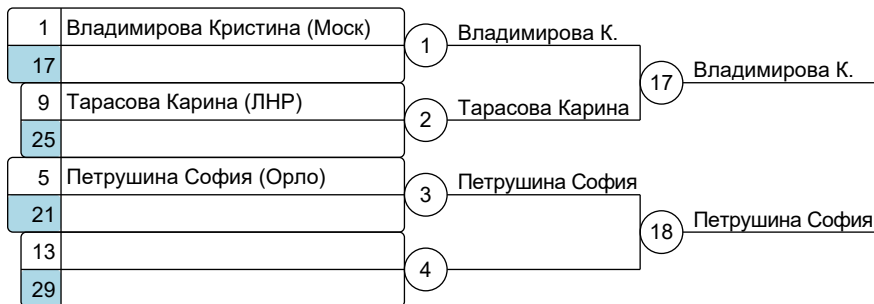 1 Владимирова Кристина (Моск)
17
1
Владимирова К.
9 Тарасова Карина (ЛНР)
25
2
Тарасова Карина
17
Владимирова К.
5 Петрушина София (Орло)
21
3
Петрушина София
13
29
4
18
Петрушина София